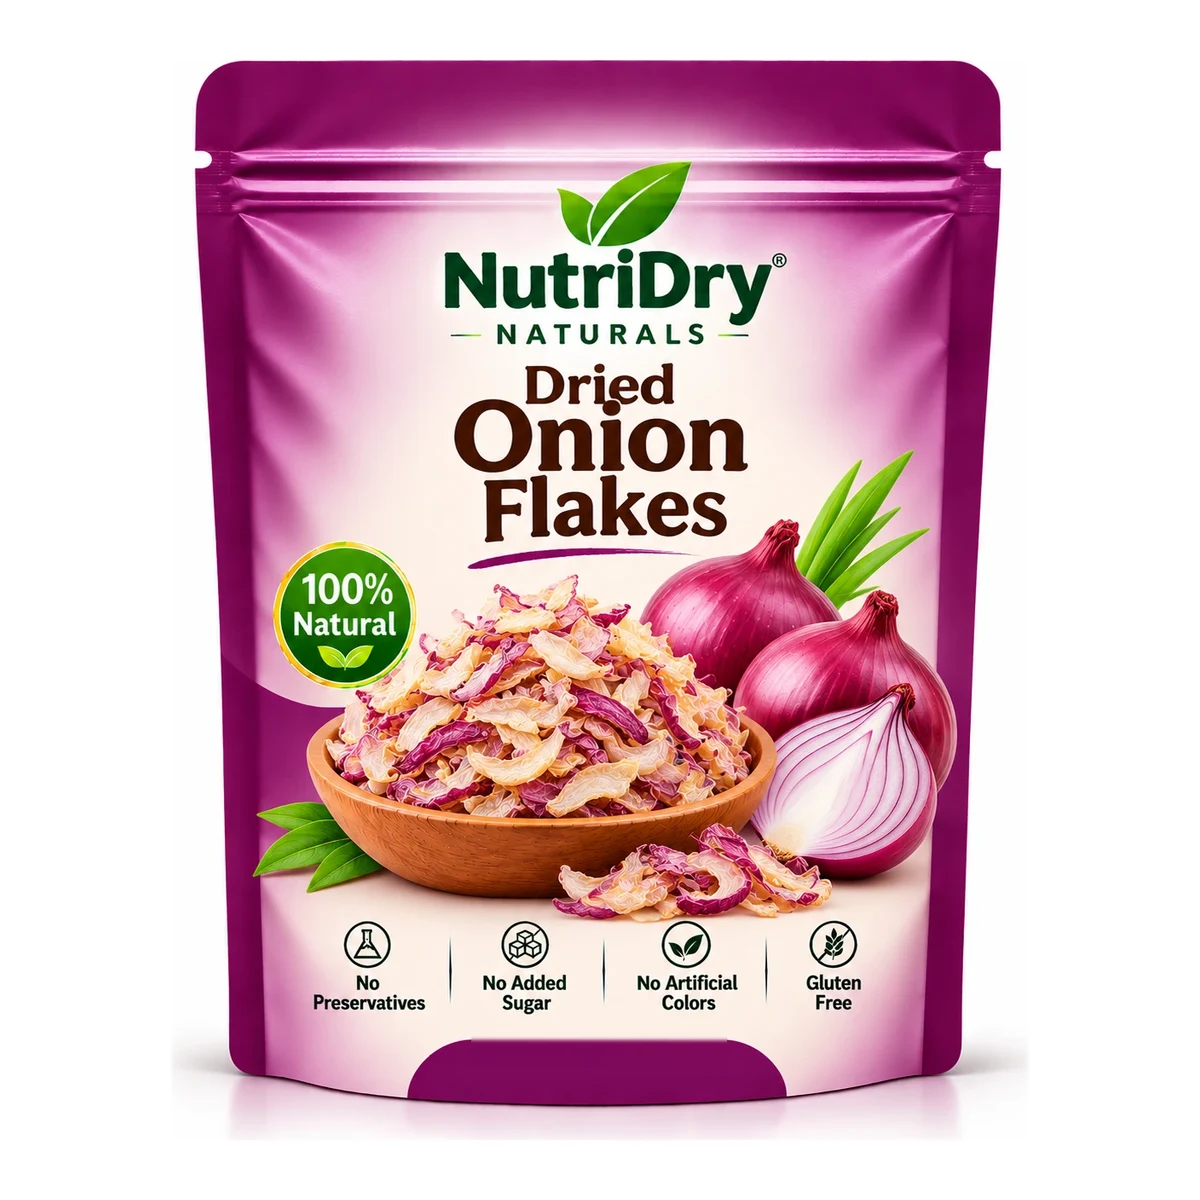 NutriDry®
NATURALS
Dried
Onion
Flakes
100%
Natural
No
Preservatives
No Added
Sugar
No Artificial
Colors
Gluten
Free